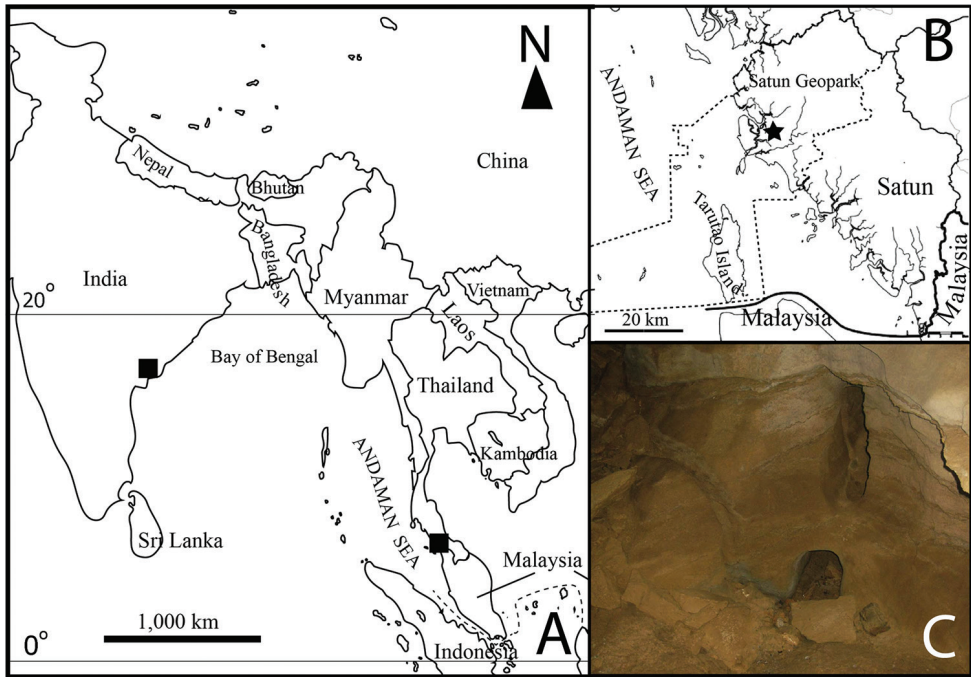 N
China
Nepal
Bhutan
Bangladesh
India
20°
Myanmar
Vietnam
Laos
Bay of Bengal
Thailand
Kambodia
ANDAMAN SEA
Sri Lanka
Malaysia
1,000 km
0°
Indonesia
A
B
Satun Geopark
ANDAMAN SEA
Satun
Tarutao Island
Malaysia
20 km
Malaysia
C